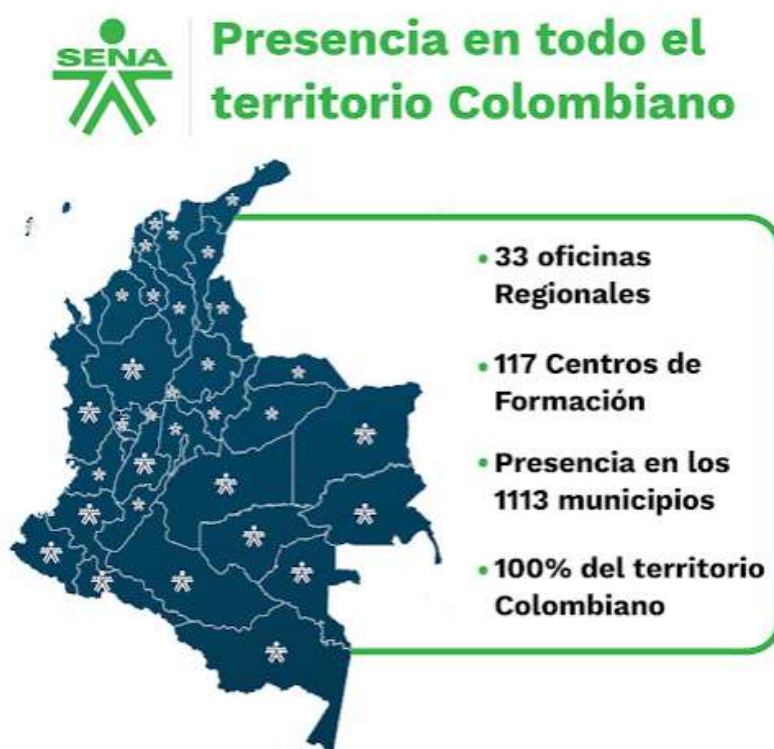 SENA
Presencia en todo el
territorio Colombiano
• 33 oficinas
Regionales
• 117 Centros de
Formación
• Presencia en los
1113 municipios
• 100% del territorio
Colombiano